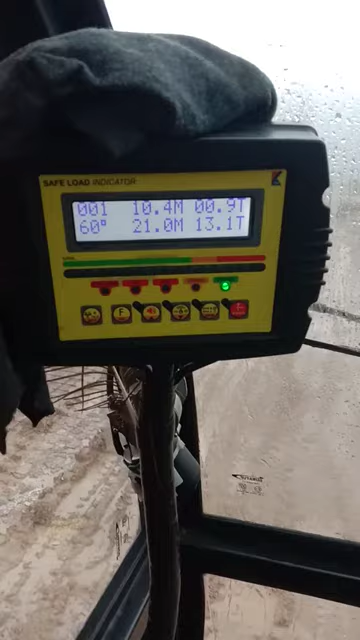 SAFE LOAD INDICATOR
001 10.4M 00.9T
60° 21.0M 13.1T
F